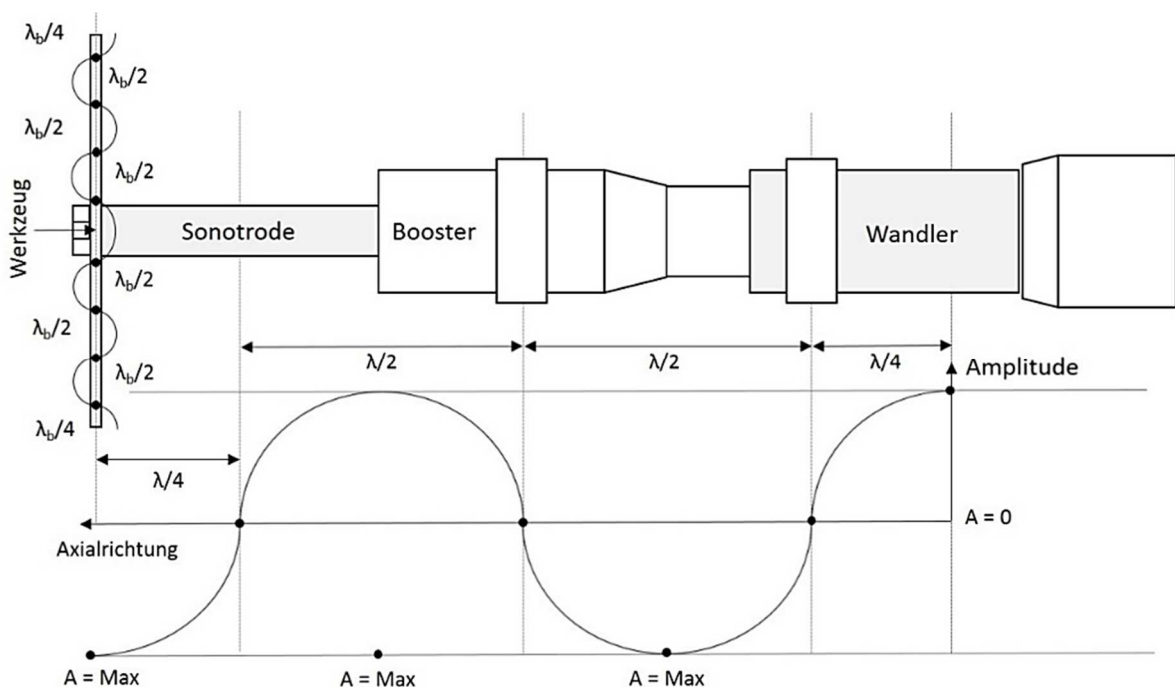 λb/4
λb/2
λb/2
λb/2
Werkzeug
Sonotrode
Booster
Wandler
λb/2
λb/2
λb/2
λb/4
λ/2
λ/2
λ/4
Amplitude
λ/4
A = 0
Axialrichtung
A = Max
A = Max
A = Max